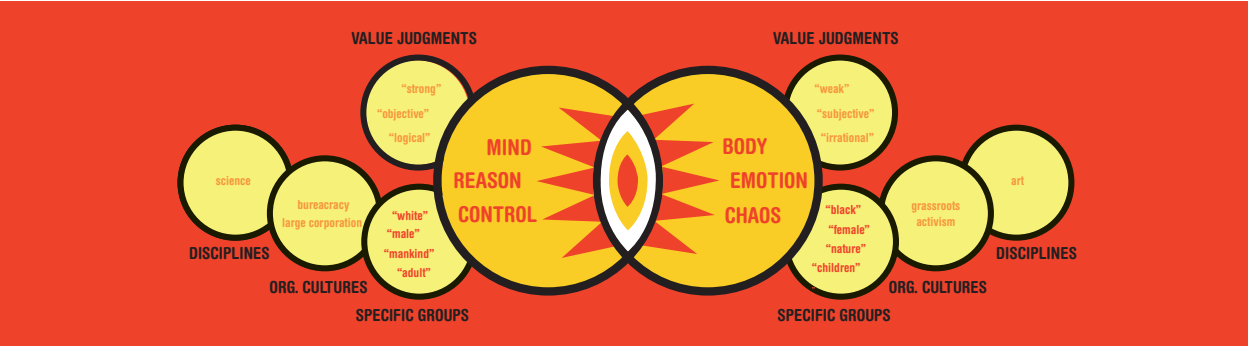 VALUE JUDGMENTS
"strong"
"objective"
"logical"
science
DISCIPLINES
bureacracy
large corporation
ORG. CULTURES
"white"
"male"
"mankind"
"adult"
SPECIFIC GROUPS
MIND
REASON
CONTROL
BODY
EMOTION
CHAOS
VALUE JUDGMENTS
"weak"
"subjective"
"irrational"
"black"
"female"
"nature"
"children"
SPECIFIC GROUPS
grassroots
activism
ORG. CULTURES
art
DISCIPLINES